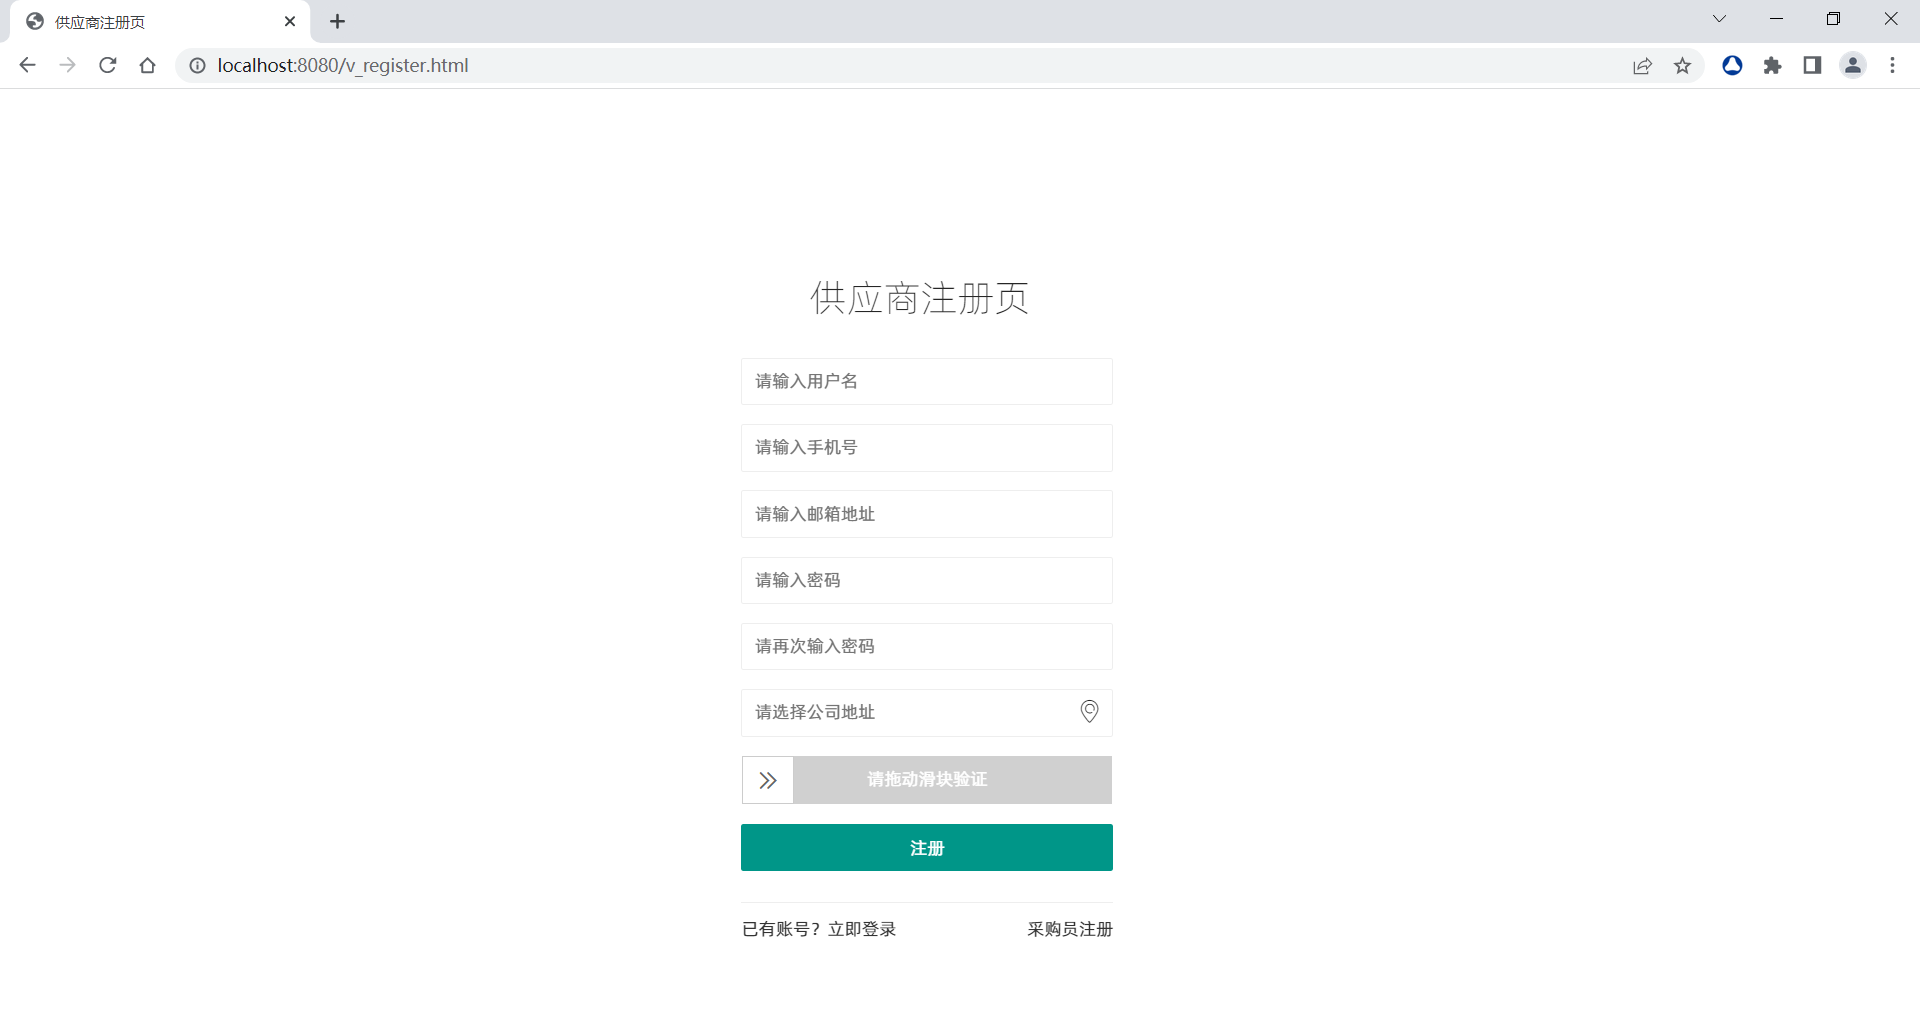 供应商注册页
localhost:8080/v_register.html
供应商注册页
请输入用户名
请输入手机号
请输入邮箱地址
请输入密码
请再次输入密码
请选择公司地址
请拖动滑块验证
注册
已有账号？立即登录
采购员注册